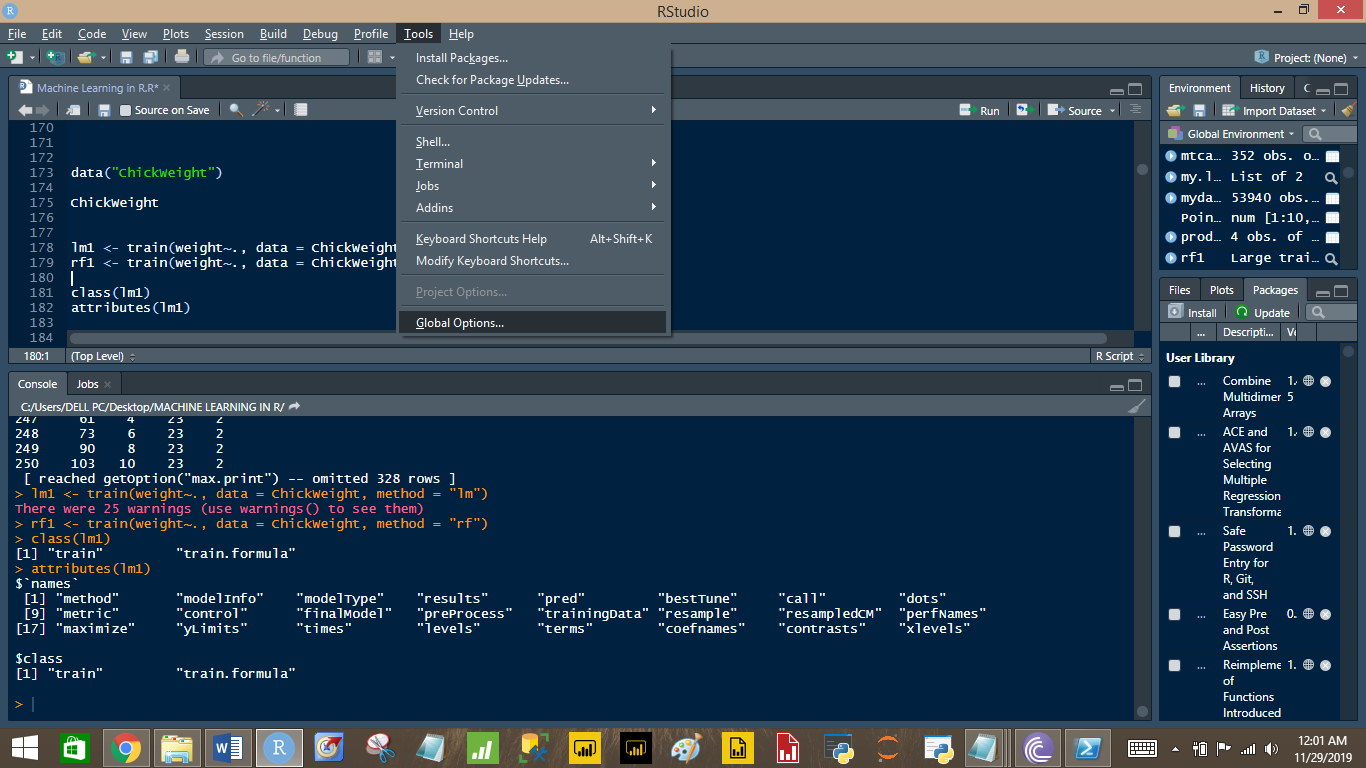 RStudio
File Edit Code View Plots Session Build Debug Profile Tools Help
Go to file/function
Project: (None)
Install Packages...
Check for Package Updates...
Version Control
Shell...
Terminal
Jobs
Addins
Keyboard Shortcuts Help Alt+Shift+K
Modify Keyboard Shortcuts...
Project Options...
Global Options...
Machine Learning in R.R*
Source on Save
Run
Source
170
171
172
173 data("ChickWeight")
174
175 ChickWeight
176
177
178 lm1 <- train(weight~., data = ChickWeight
179 rf1 <- train(weight~., data = ChickWeight
180
181 class(lm1)
182 attributes(lm1)
183
184
180:1 (Top Level) R Script
Console Jobs
C:/Users/DELL PC/Desktop/MACHINE LEARNING IN R/
247 61 4 23 2
248 73 6 23 2
249 90 8 23 2
250 103 10 23 2
[ reached getOption("max.print") -- omitted 328 rows ]
> lm1 <- train(weight~., data = ChickWeight, method = "lm")
There were 25 warnings (use warnings() to see them)
> rf1 <- train(weight~., data = ChickWeight, method = "rf")
> class(lm1)
[1] "train" "train.formula"
> attributes(lm1)
$`names`
[1] "method" "modelInfo" "modelType" "results" "pred" "bestTune" "call" "dots"
[9] "metric" "control" "finalModel" "preProcess" "trainingData" "resample" "resampledCM" "perfNames"
[17] "maximize" "yLimits" "times" "levels" "terms" "coefnames" "contrasts" "xlevels"
$class
[1] "train" "train.formula"
>
Environment History C
Import Dataset
Global Environment
mtca... 352 obs. o...
my.l... List of 2
myda... 53940 obs...
Poin... num [1:10,...
prod... 4 obs. of ...
rf1 Large trai...
Files Plots Packages
Install Update
... Descripti... Ve
User Library
... Combine 1.
Multidimer 5
Arrays
... ACE and 1.
AVAS for
Selecting
Multiple
Regression
Transforma
... Safe 1.
Password
Entry for
R, Git,
and SSH
... Easy Pre 0.
and Post
Assertions
... Reimpleme 1.
of
Functions
Introduced
12:01 AM
11/29/2019